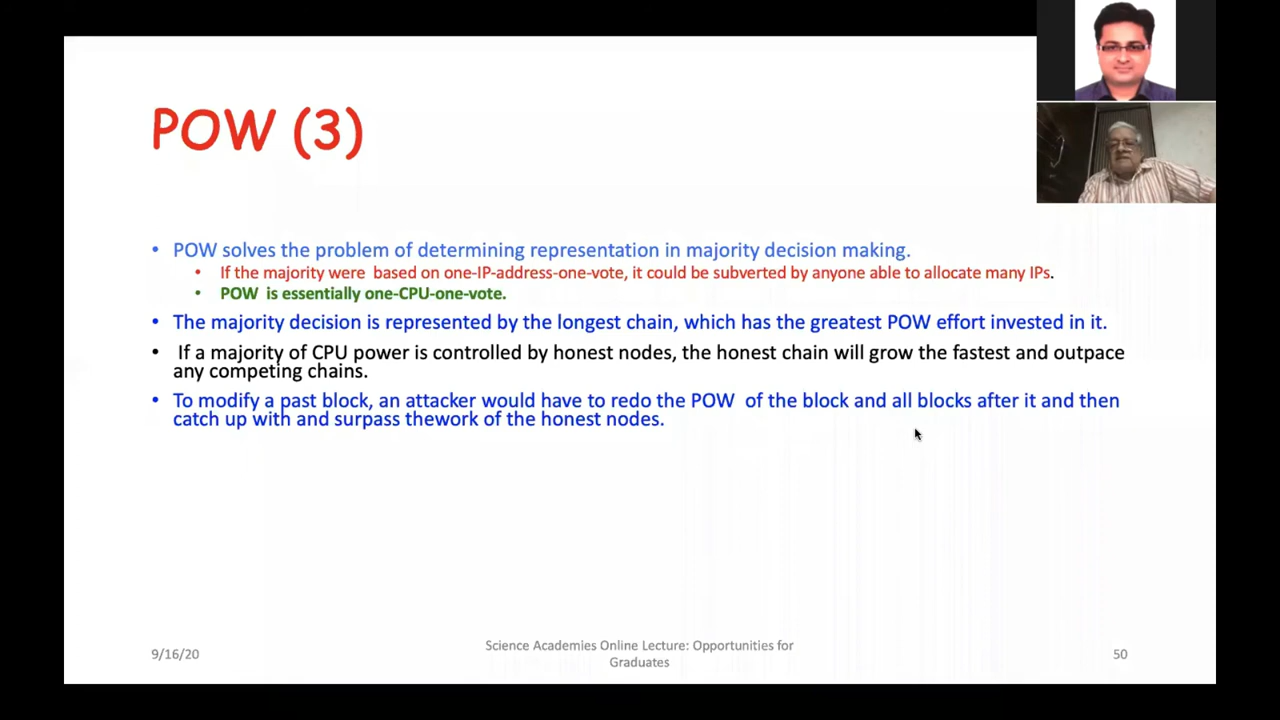 POW (3)
• POW solves the problem of determining representation in majority decision making.
• If the majority were based on one-IP-address-one-vote, it could be subverted by anyone able to allocate many IPs.
• POW is essentially one-CPU-one-vote.
• The majority decision is represented by the longest chain, which has the greatest POW effort invested in it.
• If a majority of CPU power is controlled by honest nodes, the honest chain will grow the fastest and outpace
any competing chains.
• To modify a past block, an attacker would have to redo the POW of the block and all blocks after it and then
catch up with and surpass thework of the honest nodes.
9/16/20
Science Academies Online Lecture: Opportunities for
Graduates
50